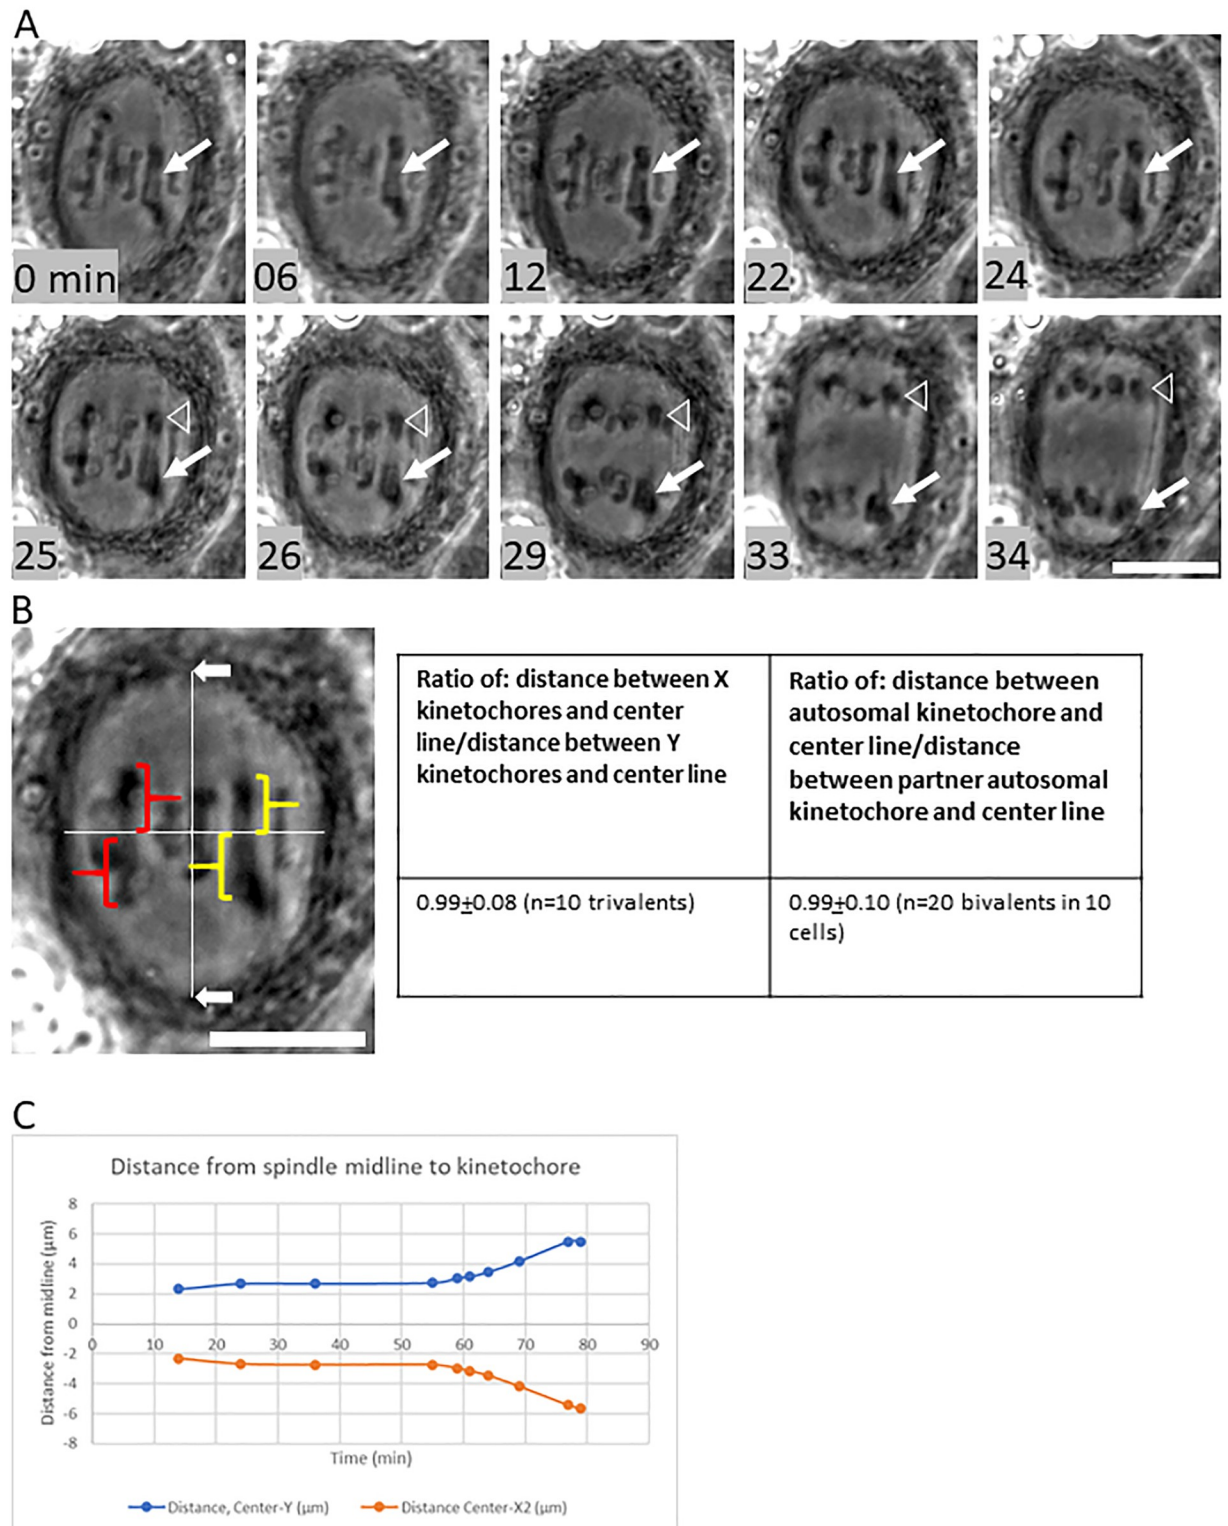 A
0 min
06
12
22
24
25
26
29
33
34
B
Ratio of: distance between X
kinetochores and center
line/distance between Y
kinetochores and center line
Ratio of: distance between
autosomal kinetochore and
center line/distance
between partner autosomal
kinetochore and center line
0.99±0.08 (n=10 trivalents)
0.99±0.10 (n=20 bivalents in 10
cells)
C
Distance from spindle midline to kinetochore
Distance from midline (µm)
8
6
4
2
0
-2
-4
-6
-8
0 10 20 30 40 50 60 70 80 90
Time (min)
Distance, Center-Y (µm)
Distance Center-X2 (µm)